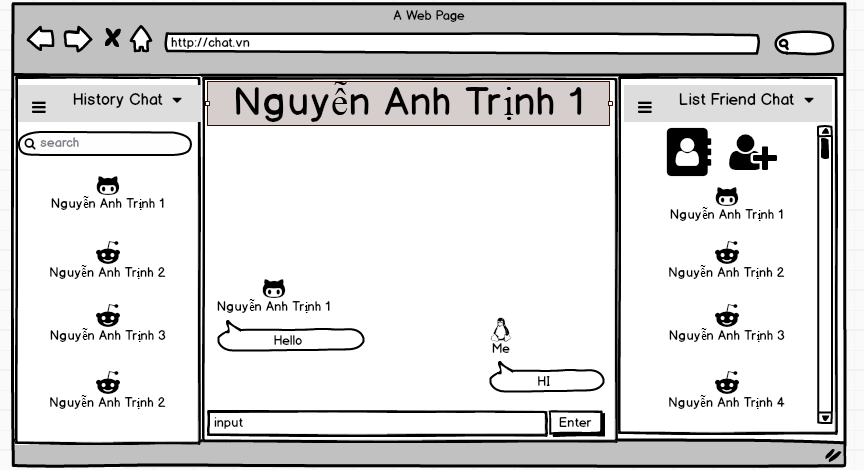 A Web Page
http://chat.vn
History Chat
search
Nguyễn Anh Trịnh 1
Nguyễn Anh Trịnh 2
Nguyễn Anh Trịnh 3
Nguyễn Anh Trịnh 2
Nguyễn Anh Trịnh 1
Nguyễn Anh Trịnh 1
Hello
Me
HI
input
Enter
List Friend Chat
Nguyễn Anh Trịnh 1
Nguyễn Anh Trịnh 2
Nguyễn Anh Trịnh 3
Nguyễn Anh Trịnh 4